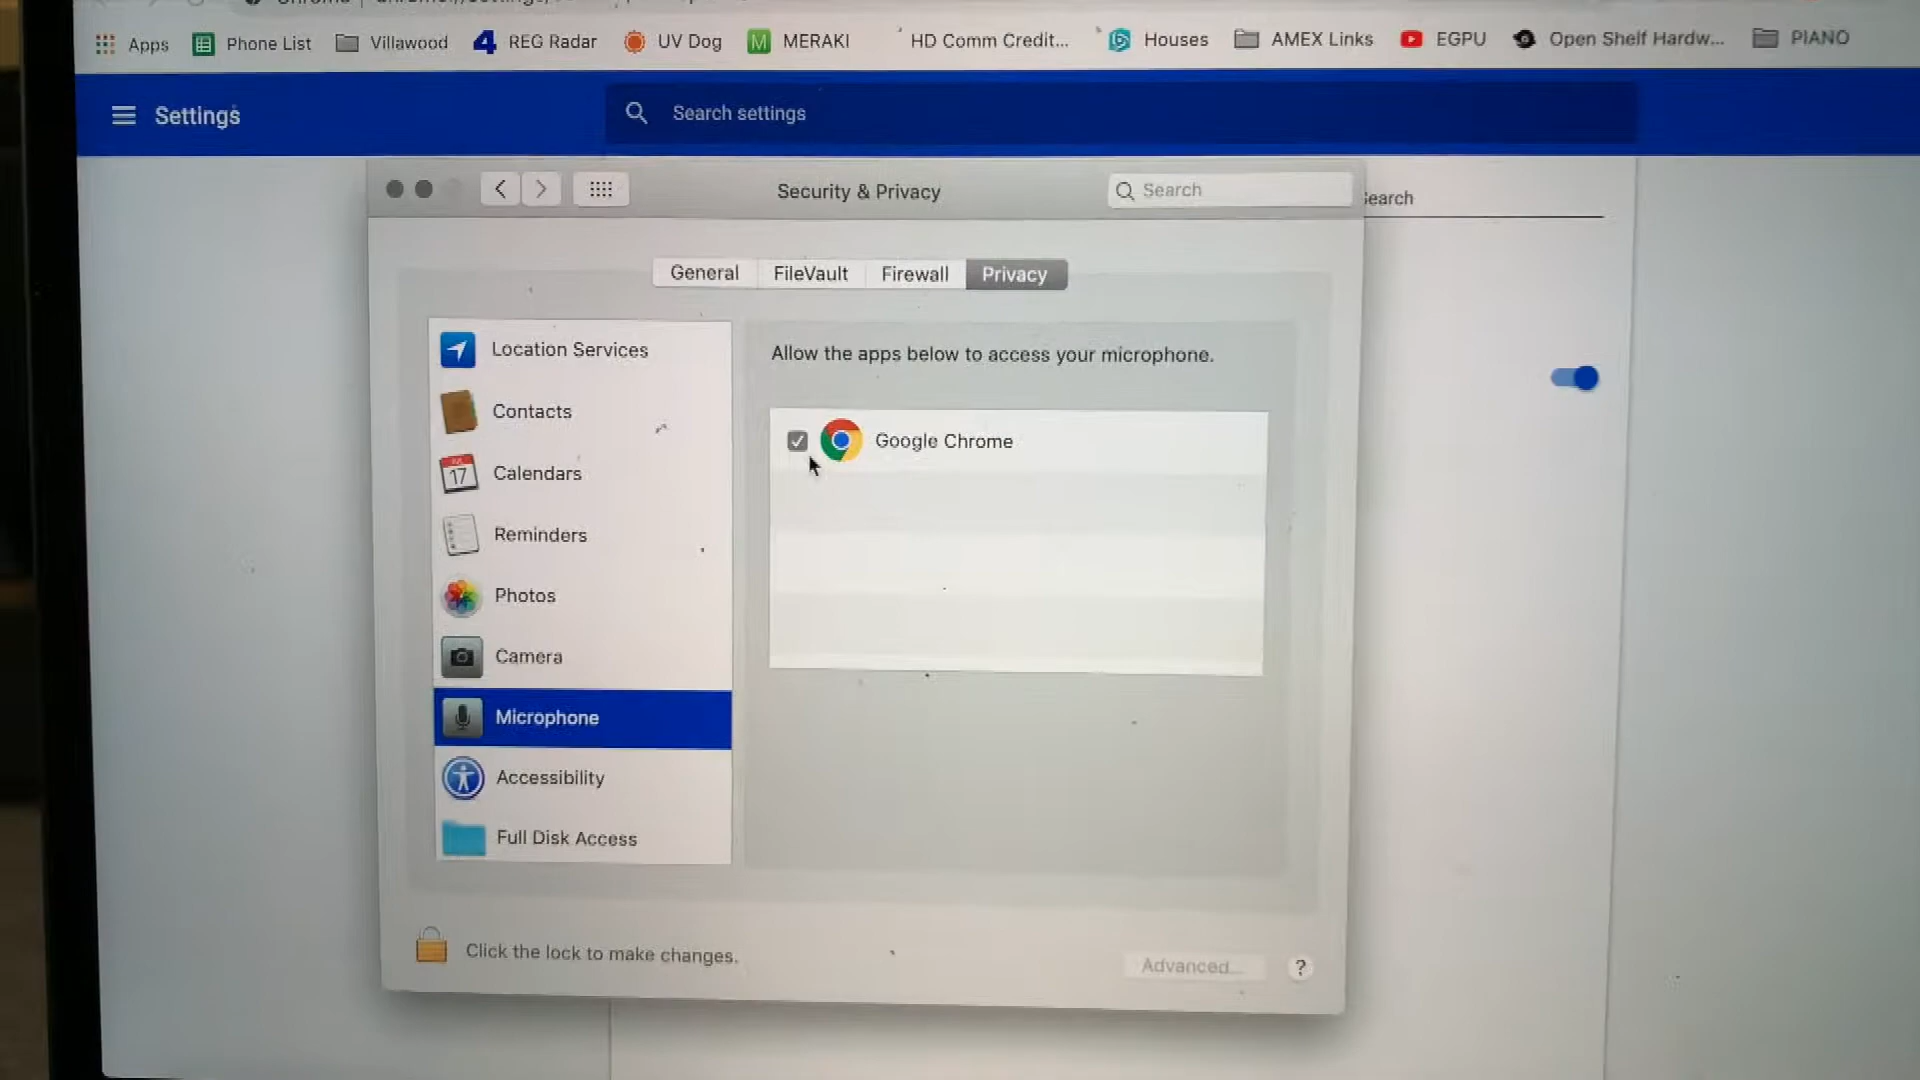 Apps Phone List Villawood REG Radar UV Dog MERAKI HD Comm Credit... Houses AMEX Links EGPU Open Shelf Hardw... PIANO
Settings
Search settings
Security & Privacy
Search
Search
General FileVault Firewall Privacy
Location Services
Contacts
Calendars
17
Reminders
Photos
Camera
Microphone
Accessibility
Full Disk Access
Allow the apps below to access your microphone.
Google Chrome
Click the lock to make changes.
Advanced...
?